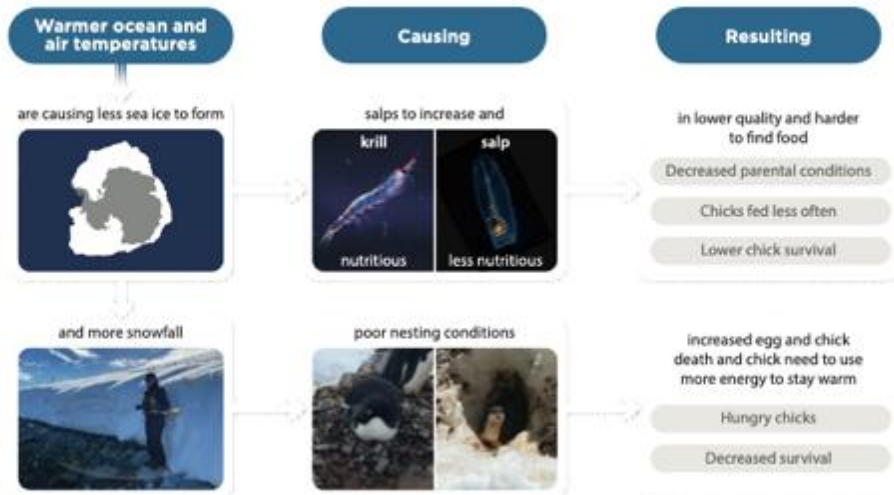 Warmer ocean and
air temperatures
Causing
Resulting
are causing less sea ice to form
salps to increase and
krill
salp
nutritious
less nutritious
in lower quality and harder
to find food
Decreased parental conditions
Chicks fed less often
Lower chick survival
and more snowfall
poor nesting conditions
increased egg and chick
death and chick need to use
more energy to stay warm
Hungry chicks
Decreased survival